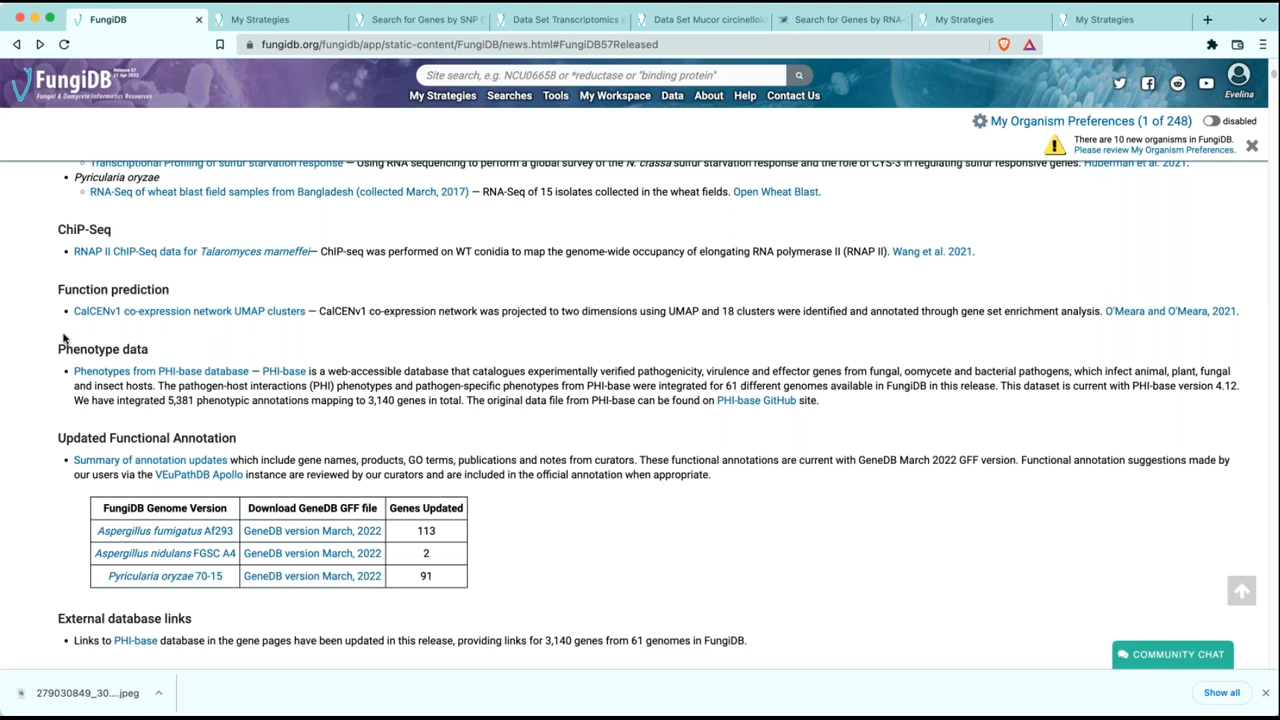 FungiDB
My Strategies
Search for Genes by SNP C
Data Set Transcriptomics o
Data Set Mucor circinelloid
Search for Genes by RNA-
My Strategies
My Strategies
fungidb.org/fungidb/app/static-content/FungiDB/news.html#FungiDB57Released
FungiDB
Release 57
21 Apr 2022
Fungal & Oomycete Informatics Resources
Site search, e.g. NCU06658 or *reductase or "binding protein"
My Strategies Searches Tools My Workspace Data About Help Contact Us
Evelina
My Organism Preferences (1 of 248) disabled
There are 10 new organisms in FungiDB.
Please review My Organism Preferences.
Transcriptional Profiling of sulfur starvation response — Using RNA sequencing to perform a global survey of the N. crassa sulfur starvation response and the role of CYS-3 in regulating sulfur responsive genes. Huberman et al. 2021.
• Pyricularia oryzae
RNA-Seq of wheat blast field samples from Bangladesh (collected March, 2017) — RNA-Seq of 15 isolates collected in the wheat fields. Open Wheat Blast.
ChiP-Seq
• RNAP II ChIP-Seq data for Talaromyces marneffei— ChIP-seq was performed on WT conidia to map the genome-wide occupancy of elongating RNA polymerase II (RNAP II). Wang et al. 2021.
Function prediction
• CalCENv1 co-expression network UMAP clusters — CalCENv1 co-expression network was projected to two dimensions using UMAP and 18 clusters were identified and annotated through gene set enrichment analysis. O'Meara and O'Meara, 2021.
Phenotype data
• Phenotypes from PHI-base database — PHI-base is a web-accessible database that catalogues experimentally verified pathogenicity, virulence and effector genes from fungal, oomycete and bacterial pathogens, which infect animal, plant, fungal
and insect hosts. The pathogen-host interactions (PHI) phenotypes and pathogen-specific phenotypes from PHI-base were integrated for 61 different genomes available in FungiDB in this release. This dataset is current with PHI-base version 4.12.
We have integrated 5,381 phenotypic annotations mapping to 3,140 genes in total. The original data file from PHI-base can be found on PHI-base GitHub site.
Updated Functional Annotation
• Summary of annotation updates which include gene names, products, GO terms, publications and notes from curators. These functional annotations are current with GeneDB March 2022 GFF version. Functional annotation suggestions made by
our users via the VEuPathDB Apollo instance are reviewed by our curators and are included in the official annotation when appropriate.
FungiDB Genome Version Download GeneDB GFF file Genes Updated
Aspergillus fumigatus Af293 GeneDB version March, 2022 113
Aspergillus nidulans FGSC A4 GeneDB version March, 2022 2
Pyricularia oryzae 70-15 GeneDB version March, 2022 91
External database links
• Links to PHI-base database in the gene pages have been updated in this release, providing links for 3,140 genes from 61 genomes in FungiDB.
COMMUNITY CHAT
279030849_30....jpeg
Show all